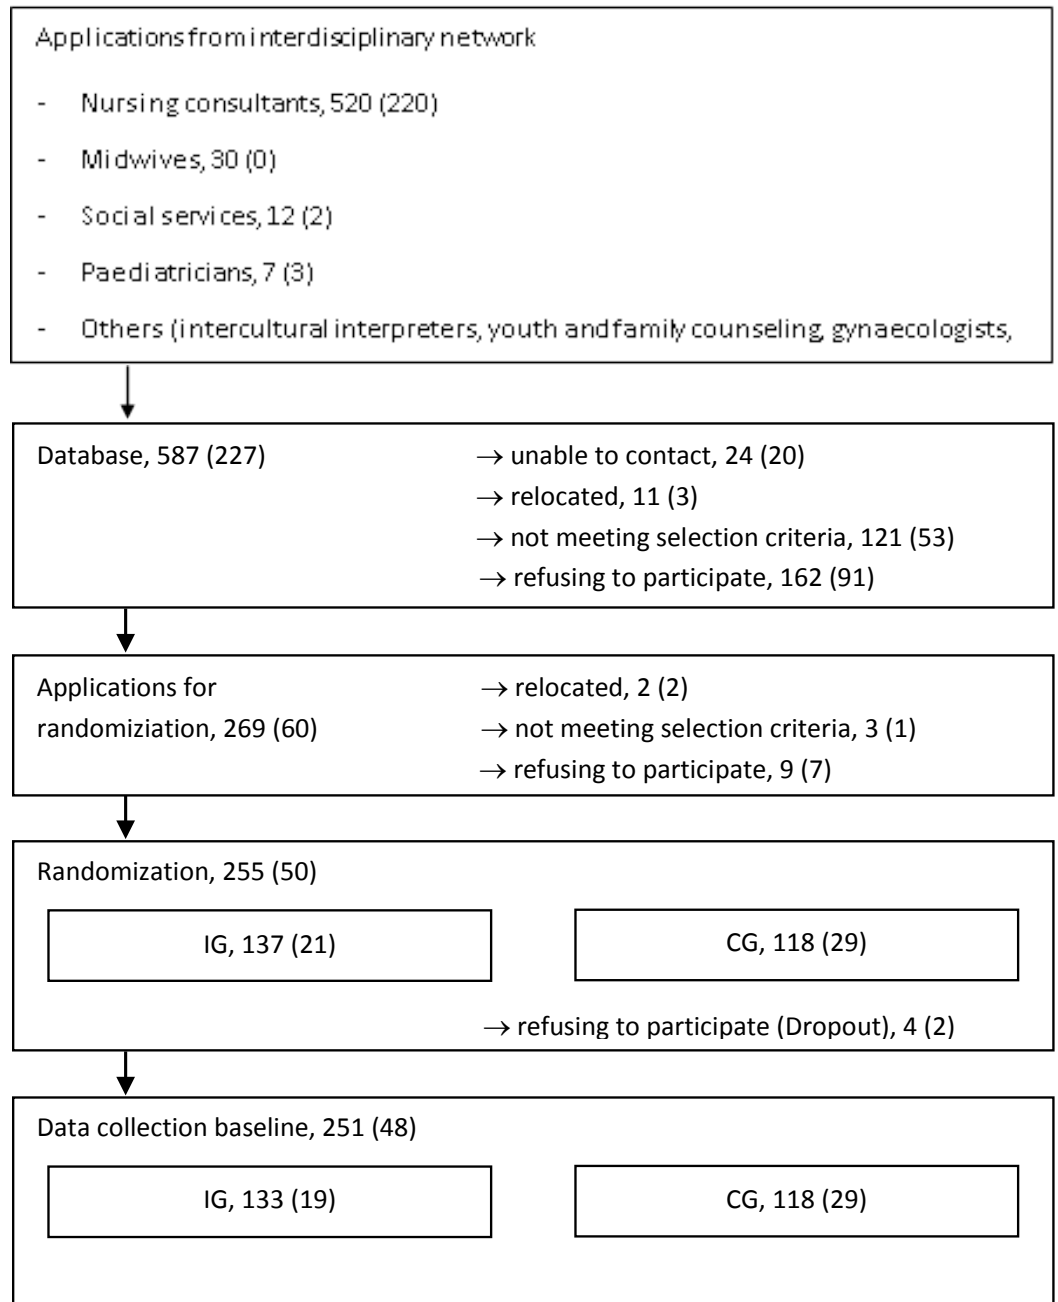 Applications from interdisciplinary network
- Nursing consultants, 520 (220)
- Midwives, 30 (0)
- Social services, 12 (2)
- Paediatricians, 7 (3)
- Others (intercultural interpreters, youth and family counseling, gynaecologists,
Database, 587 (227) → unable to contact, 24 (20)
→ relocated, 11 (3)
→ not meeting selection criteria, 121 (53)
→ refusing to participate, 162 (91)
Applications for → relocated, 2 (2)
randomiziation, 269 (60) → not meeting selection criteria, 3 (1)
→ refusing to participate, 9 (7)
Randomization, 255 (50)
IG, 137 (21) CG, 118 (29)
→ refusing to participate (Dropout), 4 (2)
Data collection baseline, 251 (48)
IG, 133 (19) CG, 118 (29)